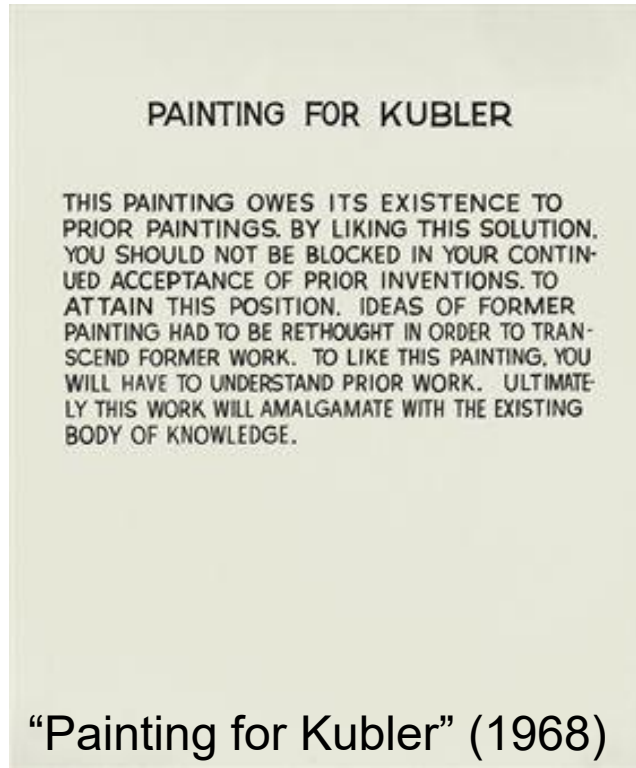 PAINTING FOR KUBLER
THIS PAINTING OWES ITS EXISTENCE TO
PRIOR PAINTINGS. BY LIKING THIS SOLUTION,
YOU SHOULD NOT BE BLOCKED IN YOUR CONTIN-
UED ACCEPTANCE OF PRIOR INVENTIONS. TO
ATTAIN THIS POSITION, IDEAS OF FORMER
PAINTING HAD TO BE RETHOUGHT IN ORDER TO TRAN-
SCEND FORMER WORK. TO LIKE THIS PAINTING, YOU
WILL HAVE TO UNDERSTAND PRIOR WORK. ULTIMATE-
LY THIS WORK WILL AMALGAMATE WITH THE EXISTING
BODY OF KNOWLEDGE.
“Painting for Kubler” (1968)